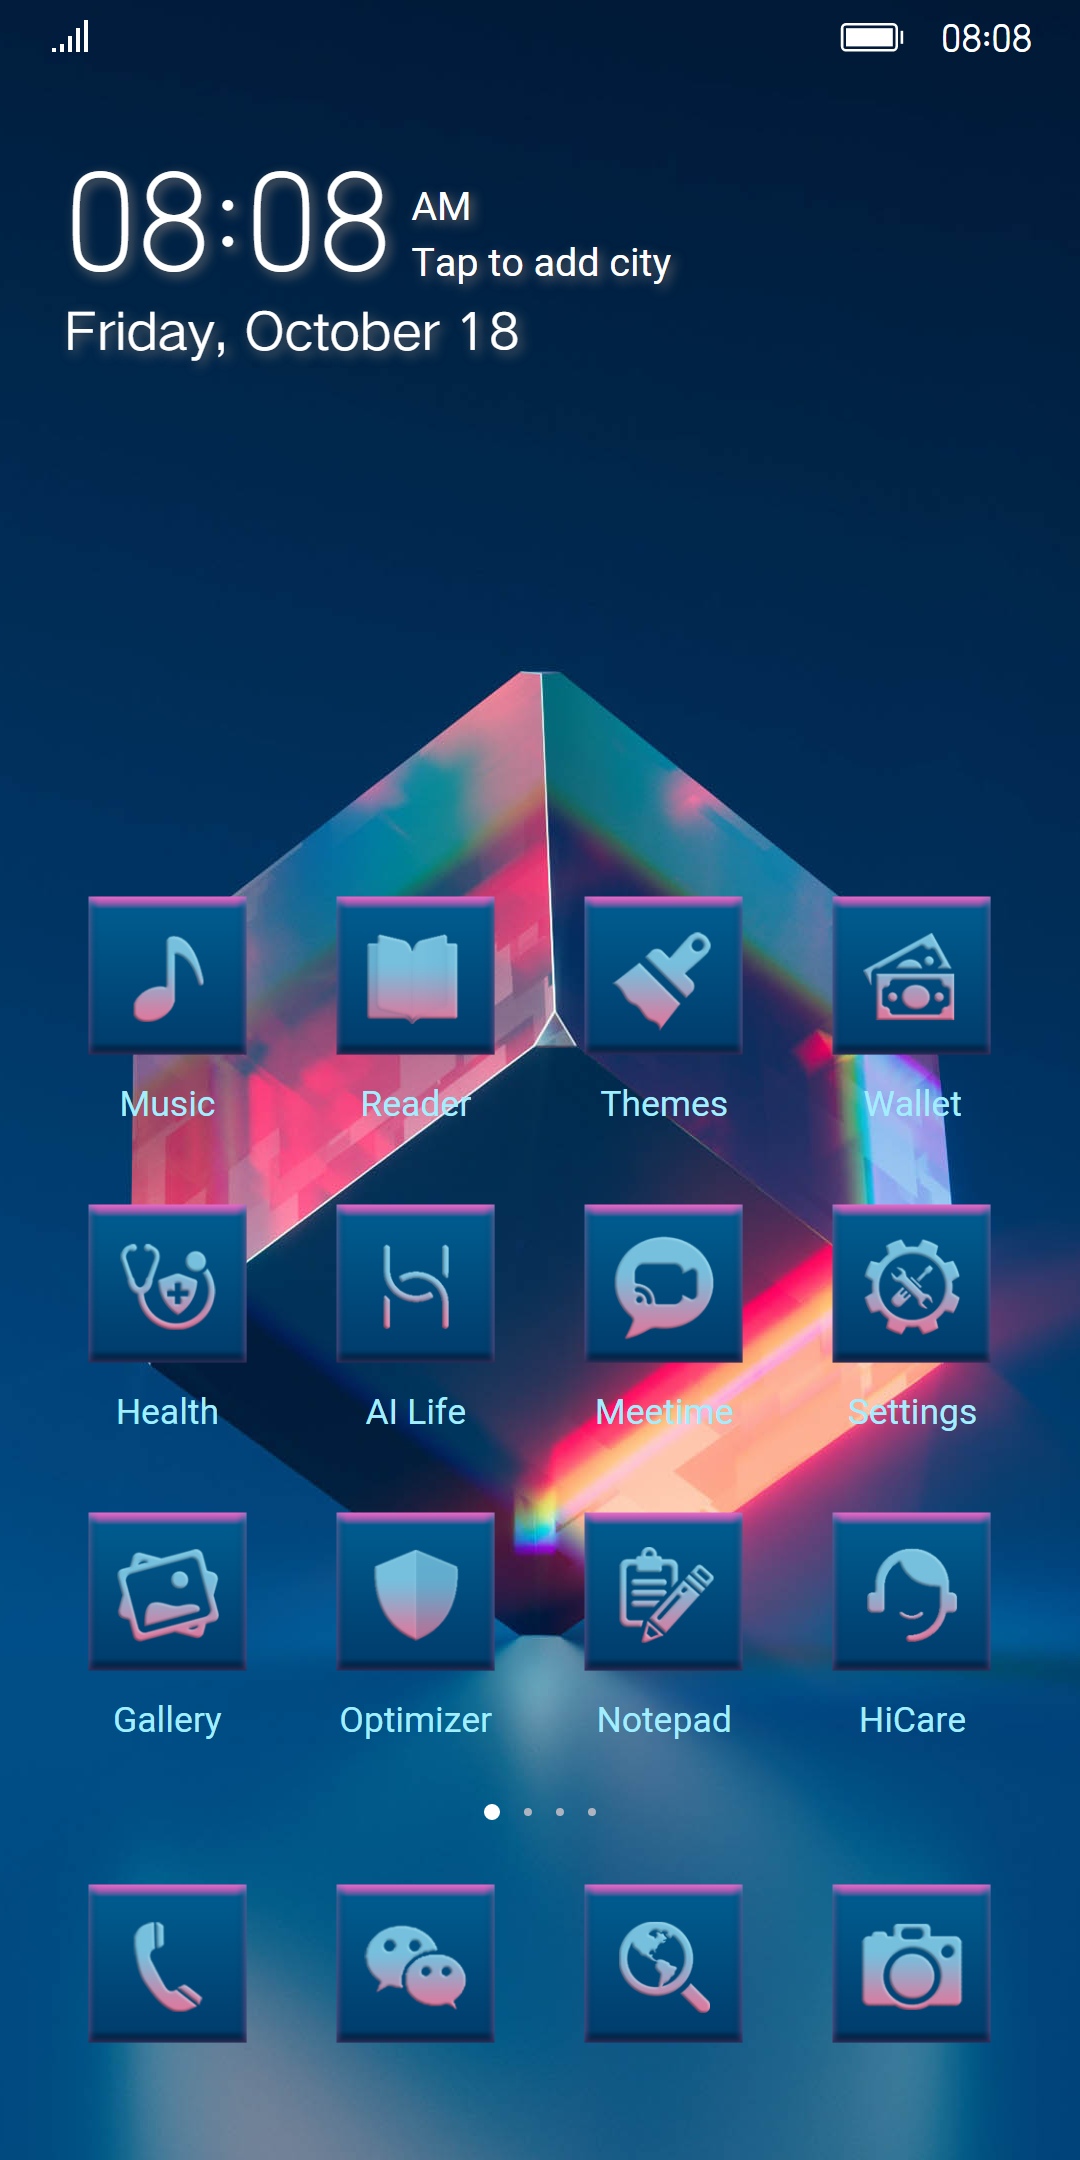 08:08
08:08 AM
Tap to add city
Friday, October 18
Music Reader Themes Wallet
Health AI Life Meetime Settings
Gallery Optimizer Notepad HiCare